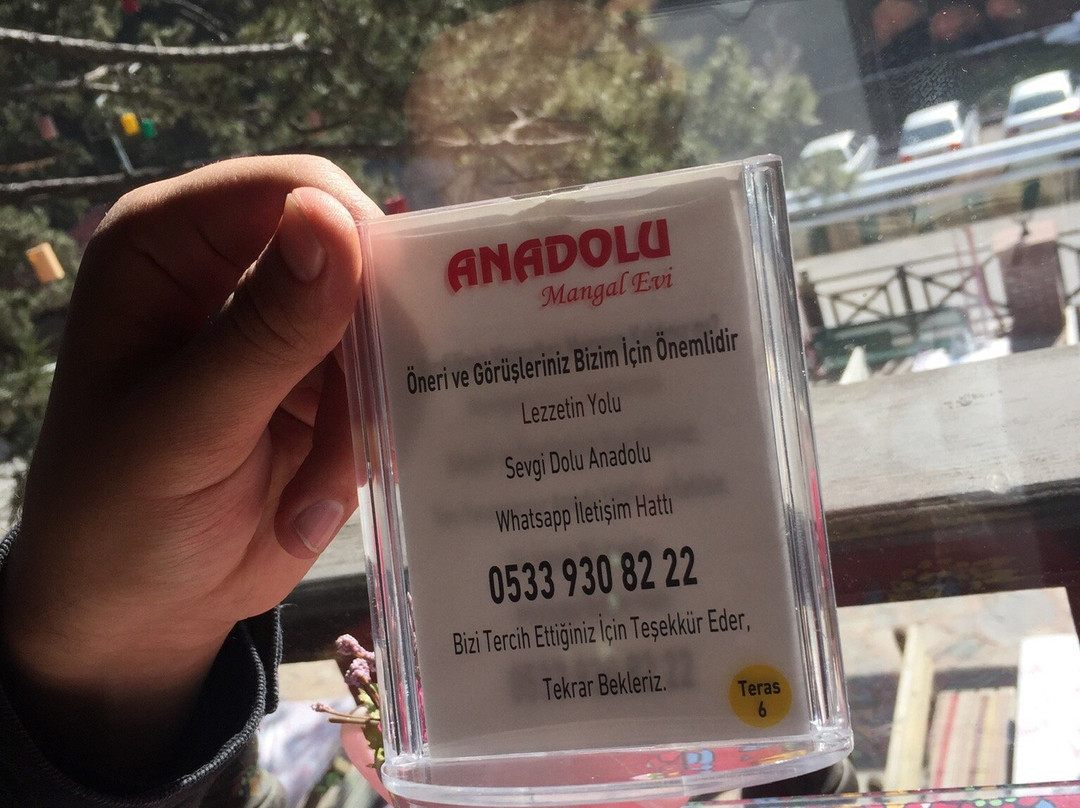 ANADOLU
Mangal Evi
Öneri ve Görüşleriniz Bizim İçin Önemlidir
Lezzetin Yolu
Sevgi Dolu Anadolu
Whatsapp İletişim Hattı
0533 930 82 22
Bizi Tercih Ettiğiniz İçin Teşekkür Eder,
Tekrar Bekleriz.
Teras
6